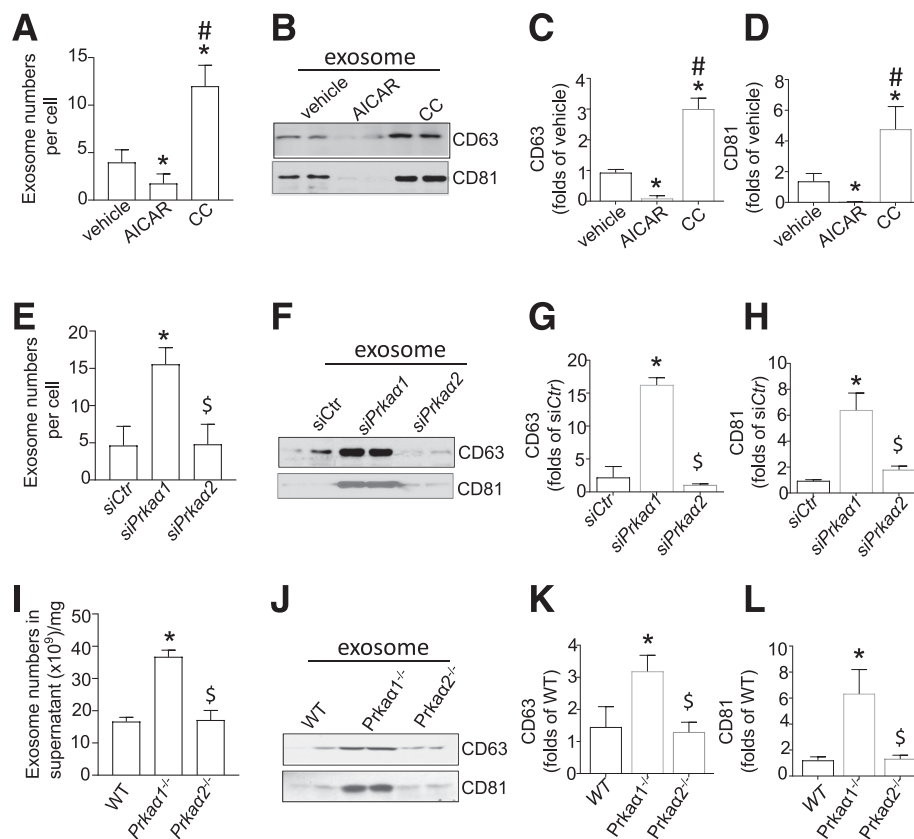 A
Exosome numbers
per cell
15
10
5
0
vehicle
AICAR
CC
*
#
*
B
exosome
vehicle
AICAR
CC
CD63
CD81
C
CD63
(folds of vehicle)
4
3
2
1
0
vehicle
AICAR
CC
*
#
*
D
CD81
(folds of vehicle)
8
6
4
2
0
vehicle
AICAR
CC
*
#
*
E
Exosome numbers
per cell
20
15
10
5
0
siCtr
siPrkaα1
siPrkaα2
*
$
F
exosome
siCtr
siPrkaα1
siPrkaα2
CD63
CD81
G
CD63
(folds of siCtr)
20
15
10
5
0
siCtr
siPrkaα1
siPrkaα2
*
$
H
CD81
(folds of siCtr)
10
8
6
4
2
0
siCtr
siPrkaα1
siPrkaα2
*
$
I
Exosome numbers in
supernatant (x10⁹)/mg
50
40
30
20
10
0
WT
Prkaα1⁻/⁻
Prkaα2⁻/⁻
*
$
J
exosome
WT
Prkaα1⁻/⁻
Prkaα2⁻/⁻
CD63
CD81
K
CD63
(folds of WT)
4
3
2
1
0
WT
Prkaα1⁻/⁻
Prkaα2⁻/⁻
*
$
L
CD81
(folds of WT)
10
8
6
4
2
0
WT
Prkaα1⁻/⁻
Prkaα2⁻/⁻
*
$